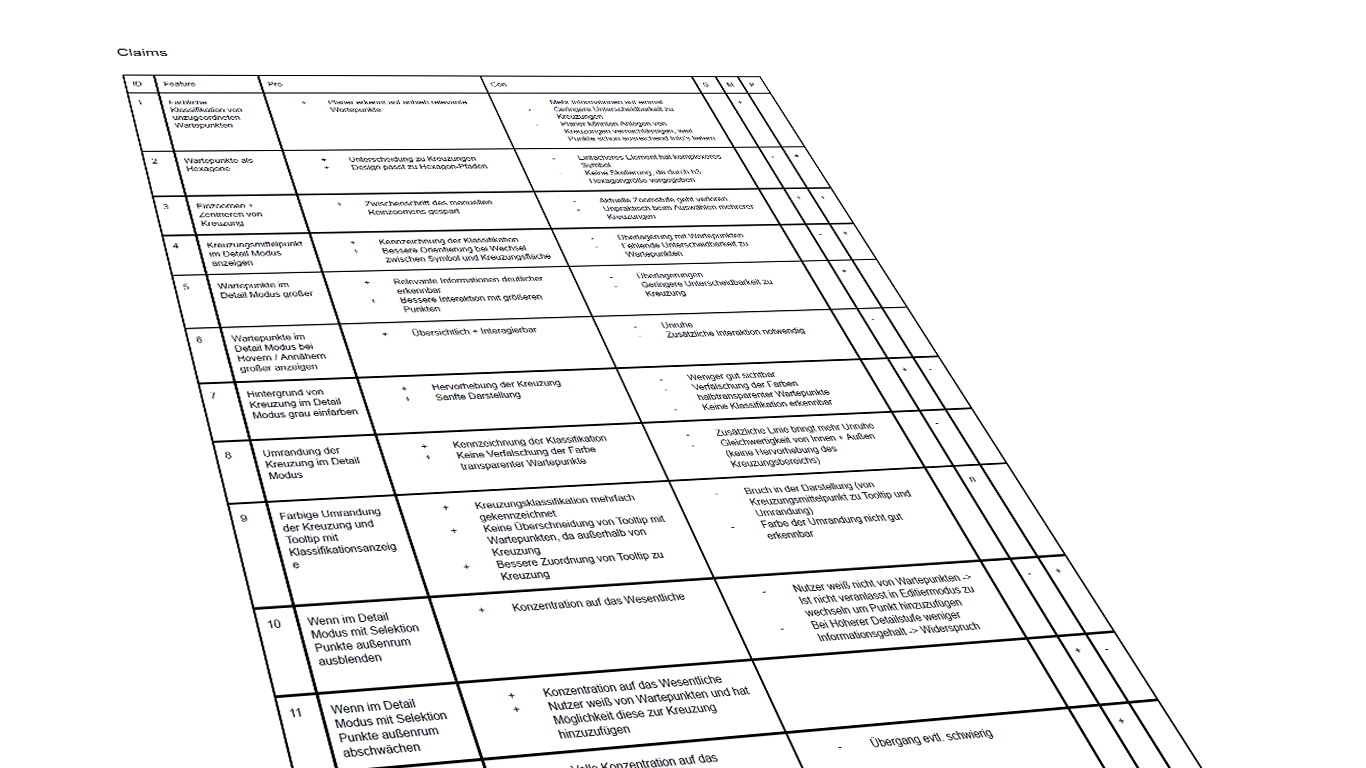 Claims
ID Feature Pro Con S M P
1 Farbliche Klassifikation von unzugeordneten Wartepunkten
+ Planer erkennt auf anhieb relevante Wartepunkte
- Mehr Informationen auf einmal
- Geringere Unterscheidbarkeit zu Kreuzungen
- Planer könnten Anlegen von Kreuzungen vernachlässigen, weil Punkte schon ausreichend Info's liefern
+
2 Wartepunkte als Hexagone
+ Unterscheidung zu Kreuzungen
+ Design passt zu Hexagon-Pfaden
- Einfacheres Element hat komplexeres Symbol
- Keine Skalierung, da durch
Hexagongröße vorgegeben
- +
3 Einzoomen + Zentrieren von Kreuzung
+ Zwischenschritt des manuellen Reinzoomens gespart
- Aktuelle Zoomstufe geht verloren
- Unpraktisch beim Auswählen mehrerer Kreuzungen
+ +
4 Kreuzungsmittelpunkt im Detail Modus anzeigen
+ Kennzeichnung der Klassifikation
+ Bessere Orientierung bei Wechsel zwischen Symbol und Kreuzungsfläche
- Überlagerung mit Wartepunkten
- Fehlende Unterscheidbarkeit zu Wartepunkten
- +
5 Wartepunkte im Detail Modus größer
+ Relevante Informationen deutlicher erkennbar
+ Bessere Interaktion mit größeren Punkten
- Überlagerungen
- Geringere Unterscheidbarkeit zu Kreuzung
+
6 Wartepunkte im Detail Modus bei Hovern / Annähern großer anzeigen
+ Übersichtlich + Interagierbar
- Unruhe
- Zusätzliche Interaktion notwendig
-
7 Hintergrund von Kreuzung im Detail Modus grau einfärben
+ Hervorhebung der Kreuzung
+ Sanfte Darstellung
- Weniger gut sichtbar
- Verfälschung der Farben halbtransparenter Wartepunkte
- Keine Klassifikation erkennbar
+ -
8 Umrandung der Kreuzung im Detail Modus
+ Kennzeichnung der Klassifikation
+ Keine Verfälschung der Farbe transparenter Wartepunkte
- Zusätzliche Linie bringt mehr Unruhe
- Gleichwertigkeit von Innen + Außen (keine Hervorhebung des Kreuzungsbereichs)
-
9 Farbige Umrandung der Kreuzung und Tooltip mit Klassifikationsanzeig e
+ Kreuzungsklassifikation mehrfach gekennzeichnet
+ Keine Überschneidung von Tooltip mit Wartepunkten, da außerhalb von Kreuzung
+ Bessere Zuordnung von Tooltip zu Kreuzung
- Bruch in der Darstellung (von Kreuzungsmittelpunkt zu Tooltip und Umrandung)
- Farbe der Umrandung nicht gut erkennbar
n
10 Wenn im Detail Modus mit Selektion Punkte außenrum ausblenden
+ Konzentration auf das Wesentliche
- Nutzer weiß nicht von Wartepunkten -> Ist nicht veranlasst in Editiermodus zu wechseln um Punkt hinzuzufügen
- Bei Höherer Detailstufe weniger Informationsgehalt -> Widerspruch
- +
11 Wenn im Detail Modus mit Selektion Punkte außenrum abschwächen
+ Konzentration auf das Wesentliche
+ Nutzer weiß von Wartepunkten und hat Möglichkeit diese zur Kreuzung hinzuzufügen
+ -
Volle Konzentration auf das
- Übergang evtl. schwierig
+